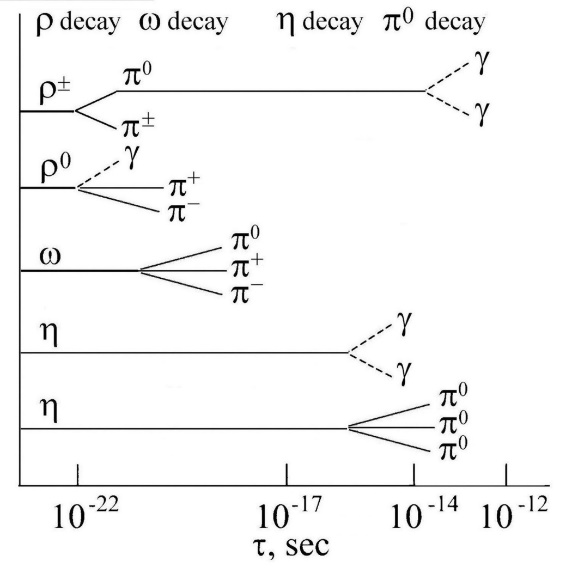 ρ decay ω decay η decay π⁰ decay
ρ± π⁰ γ
π± γ
ρ⁰ γ
π⁺
π⁻
ω π⁰
π⁺
π⁻
η γ
γ
η π⁰
π⁰
π⁰
10⁻²² 10⁻¹⁷ 10⁻¹⁴ 10⁻¹²
τ, sec